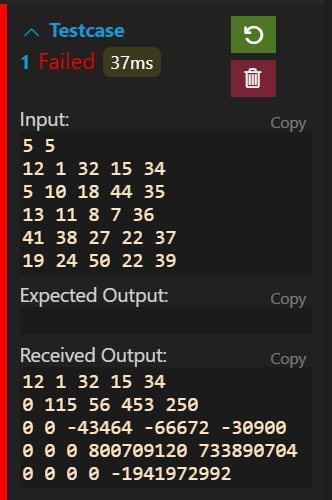 Testcase
1 Failed 37ms
Input:
Copy
5 5
12 1 32 15 34
5 10 18 44 35
13 11 8 7 36
41 38 27 22 37
19 24 50 22 39
Expected Output:
Copy
Received Output:
Copy
12 1 32 15 34
0 115 56 453 250
0 0 -43464 -66672 -30900
0 0 0 800709120 733890704
0 0 0 0 -1941972992